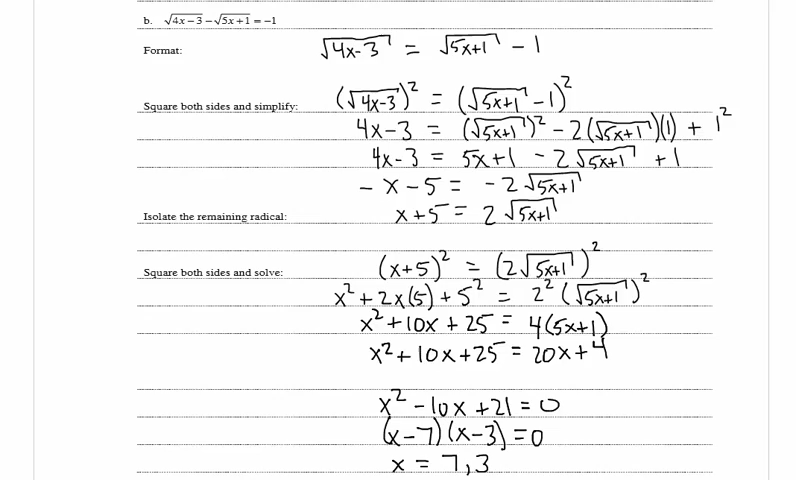 b. √(4x−3) − √(5x+1) = −1
Format: √(4x-3) = √(5x+1) - 1
Square both sides and simplify: (√(4x-3))² = (√(5x+1) - 1)²
4x-3 = (√(5x+1))² - 2(√(5x+1))(1) + 1²
4x-3 = 5x+1 - 2√(5x+1) + 1
-x-5 = -2√(5x+1)
Isolate the remaining radical: x+5 = 2√(5x+1)
Square both sides and solve: (x+5)² = (2√(5x+1))²
x² + 2x(5) + 5² = 2²(√(5x+1))²
x² + 10x + 25 = 4(5x+1)
x² + 10x + 25 = 20x + 4
x² - 10x + 21 = 0
(x-7)(x-3) = 0
x = 7, 3